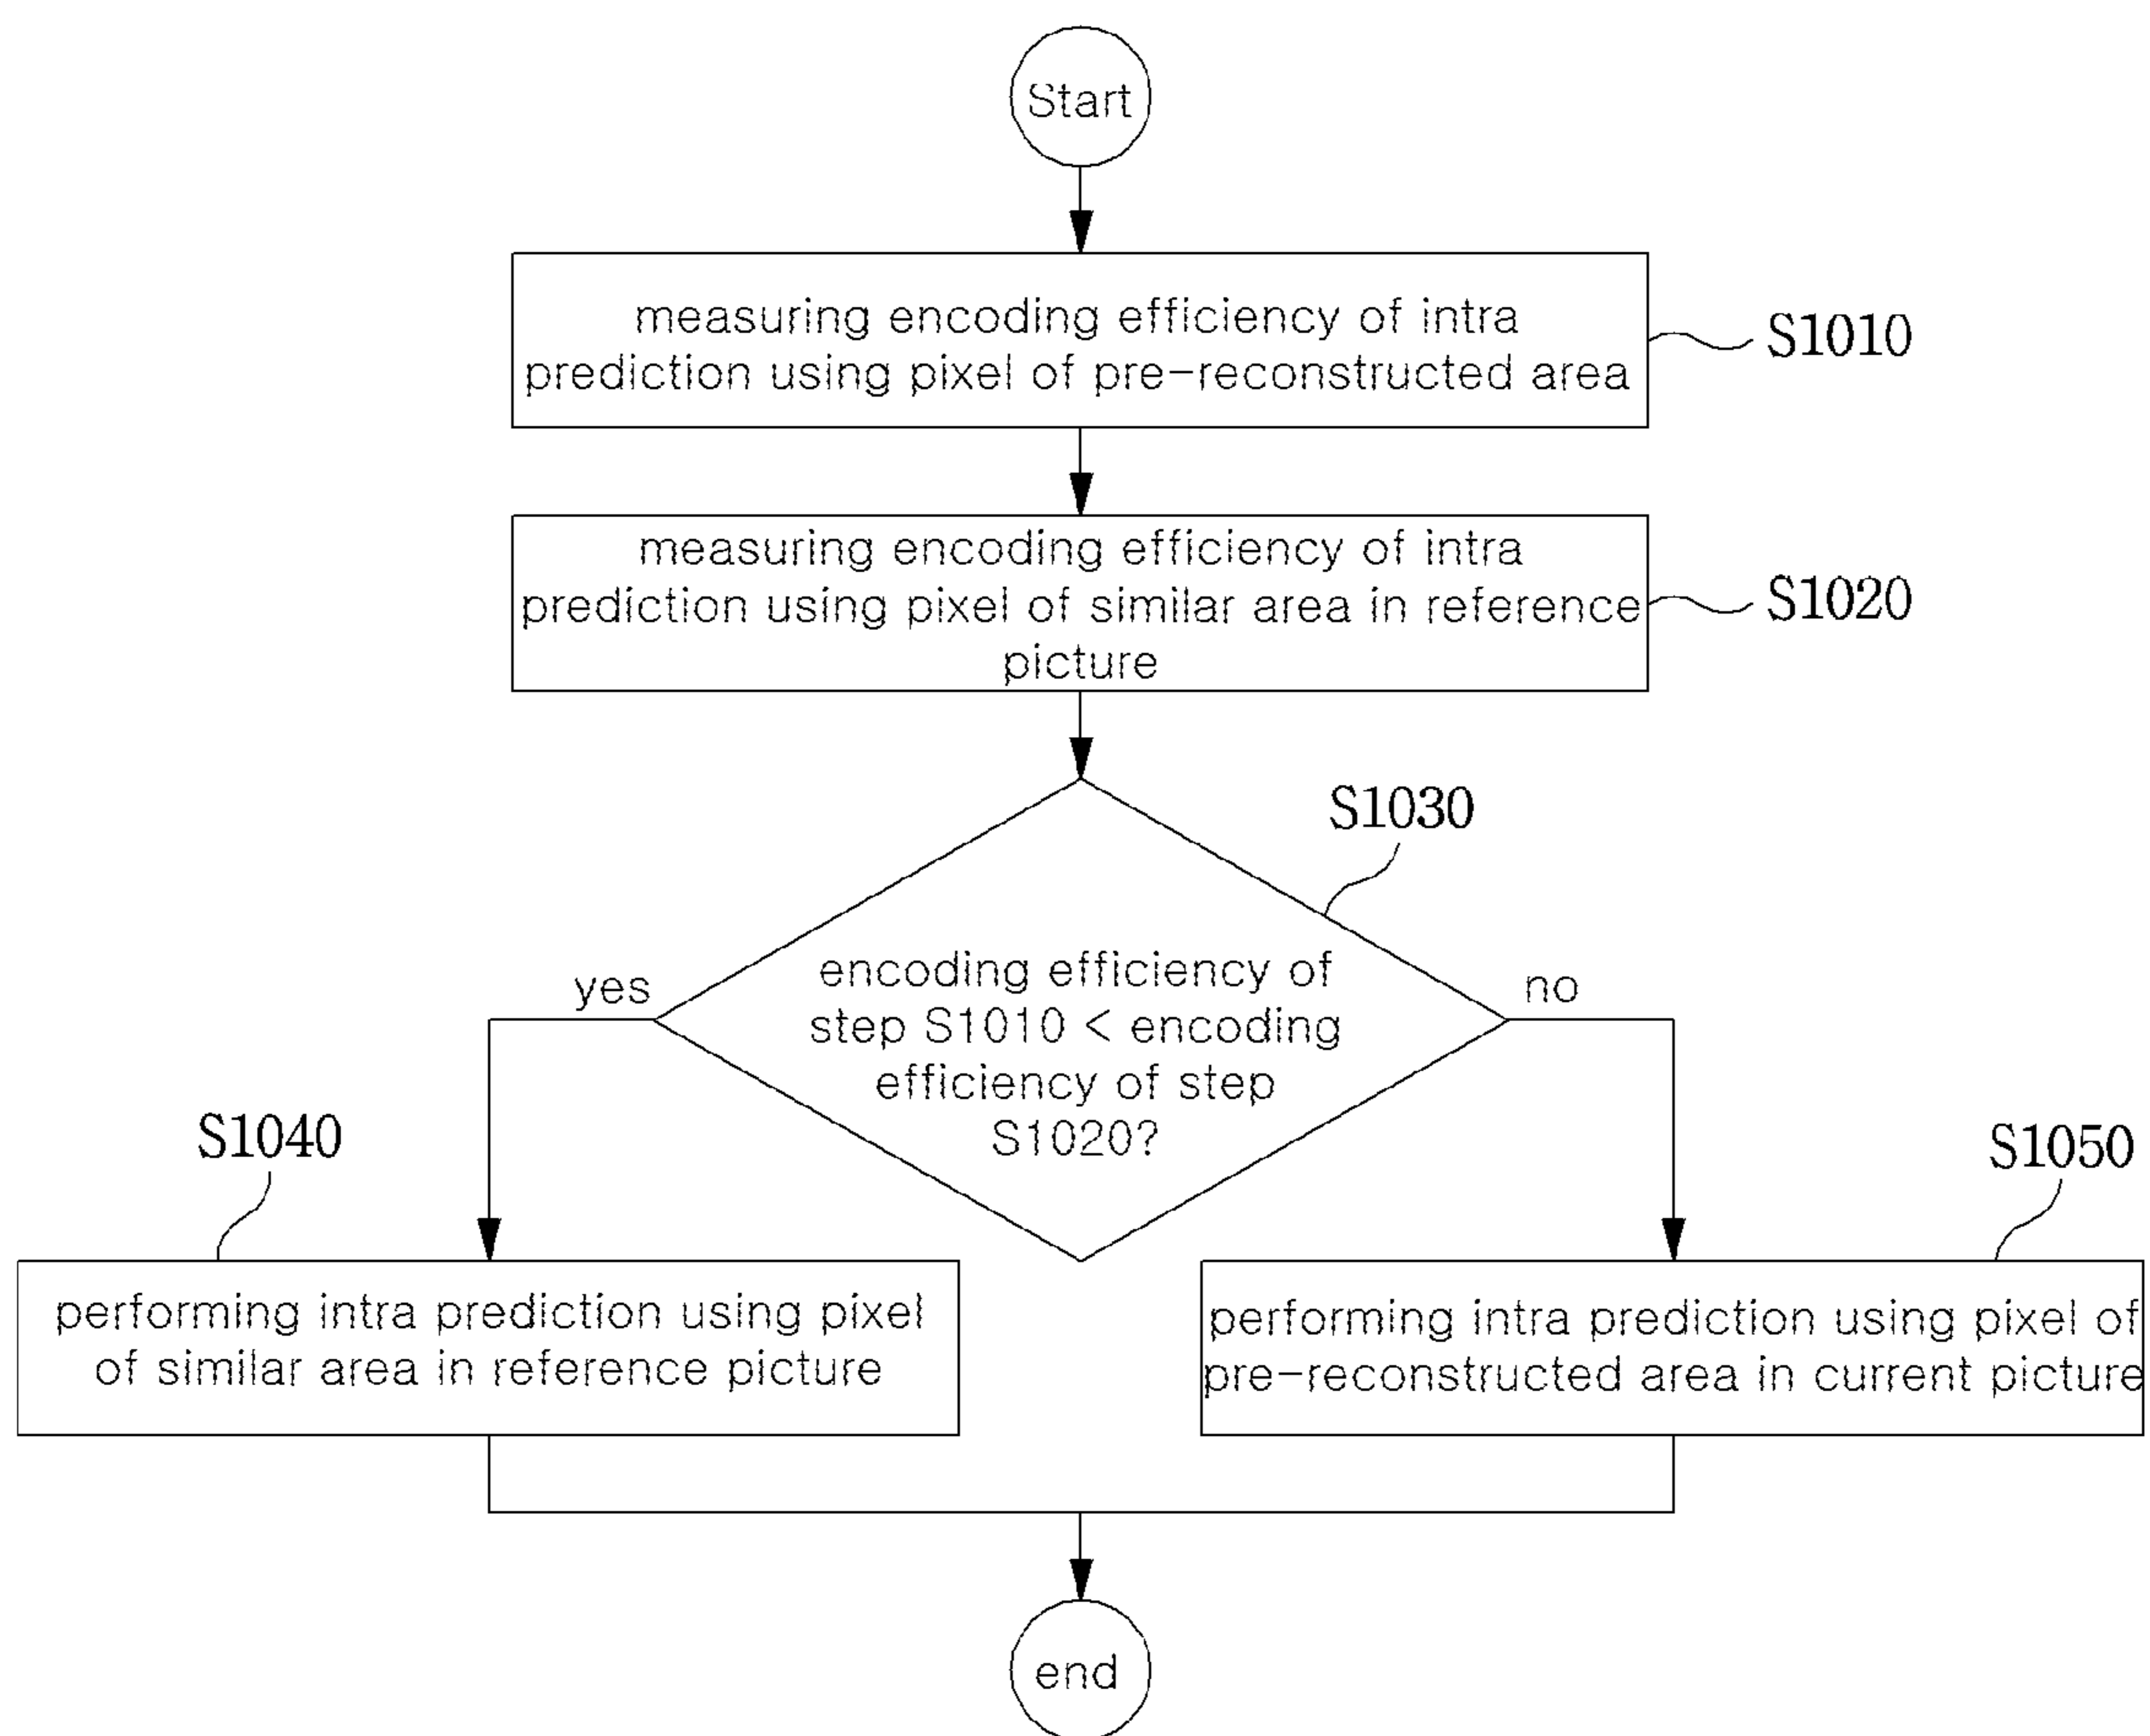 Start
measuring encoding efficiency of intra
prediction using pixel of pre-reconstructed area
S1010
measuring encoding efficiency of intra
prediction using pixel of similar area in reference
picture
S1020
S1030
encoding efficiency of
step S1010 < encoding
efficiency of step
S1020?
yes
no
S1040
performing intra prediction using pixel
of similar area in reference picture
S1050
performing intra prediction using pixel of
pre-reconstructed area in current picture
end